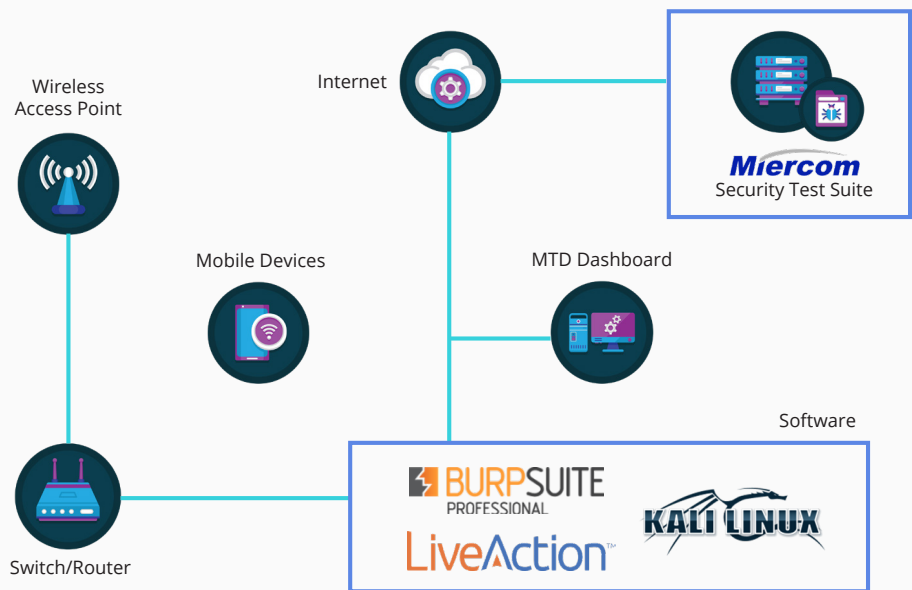 Internet
Wireless
Access Point
Miercom
Security Test Suite
Mobile Devices
MTD Dashboard
Software
BURPSUITE
PROFESSIONAL
KALI LINUX
LiveAction™
Switch/Router